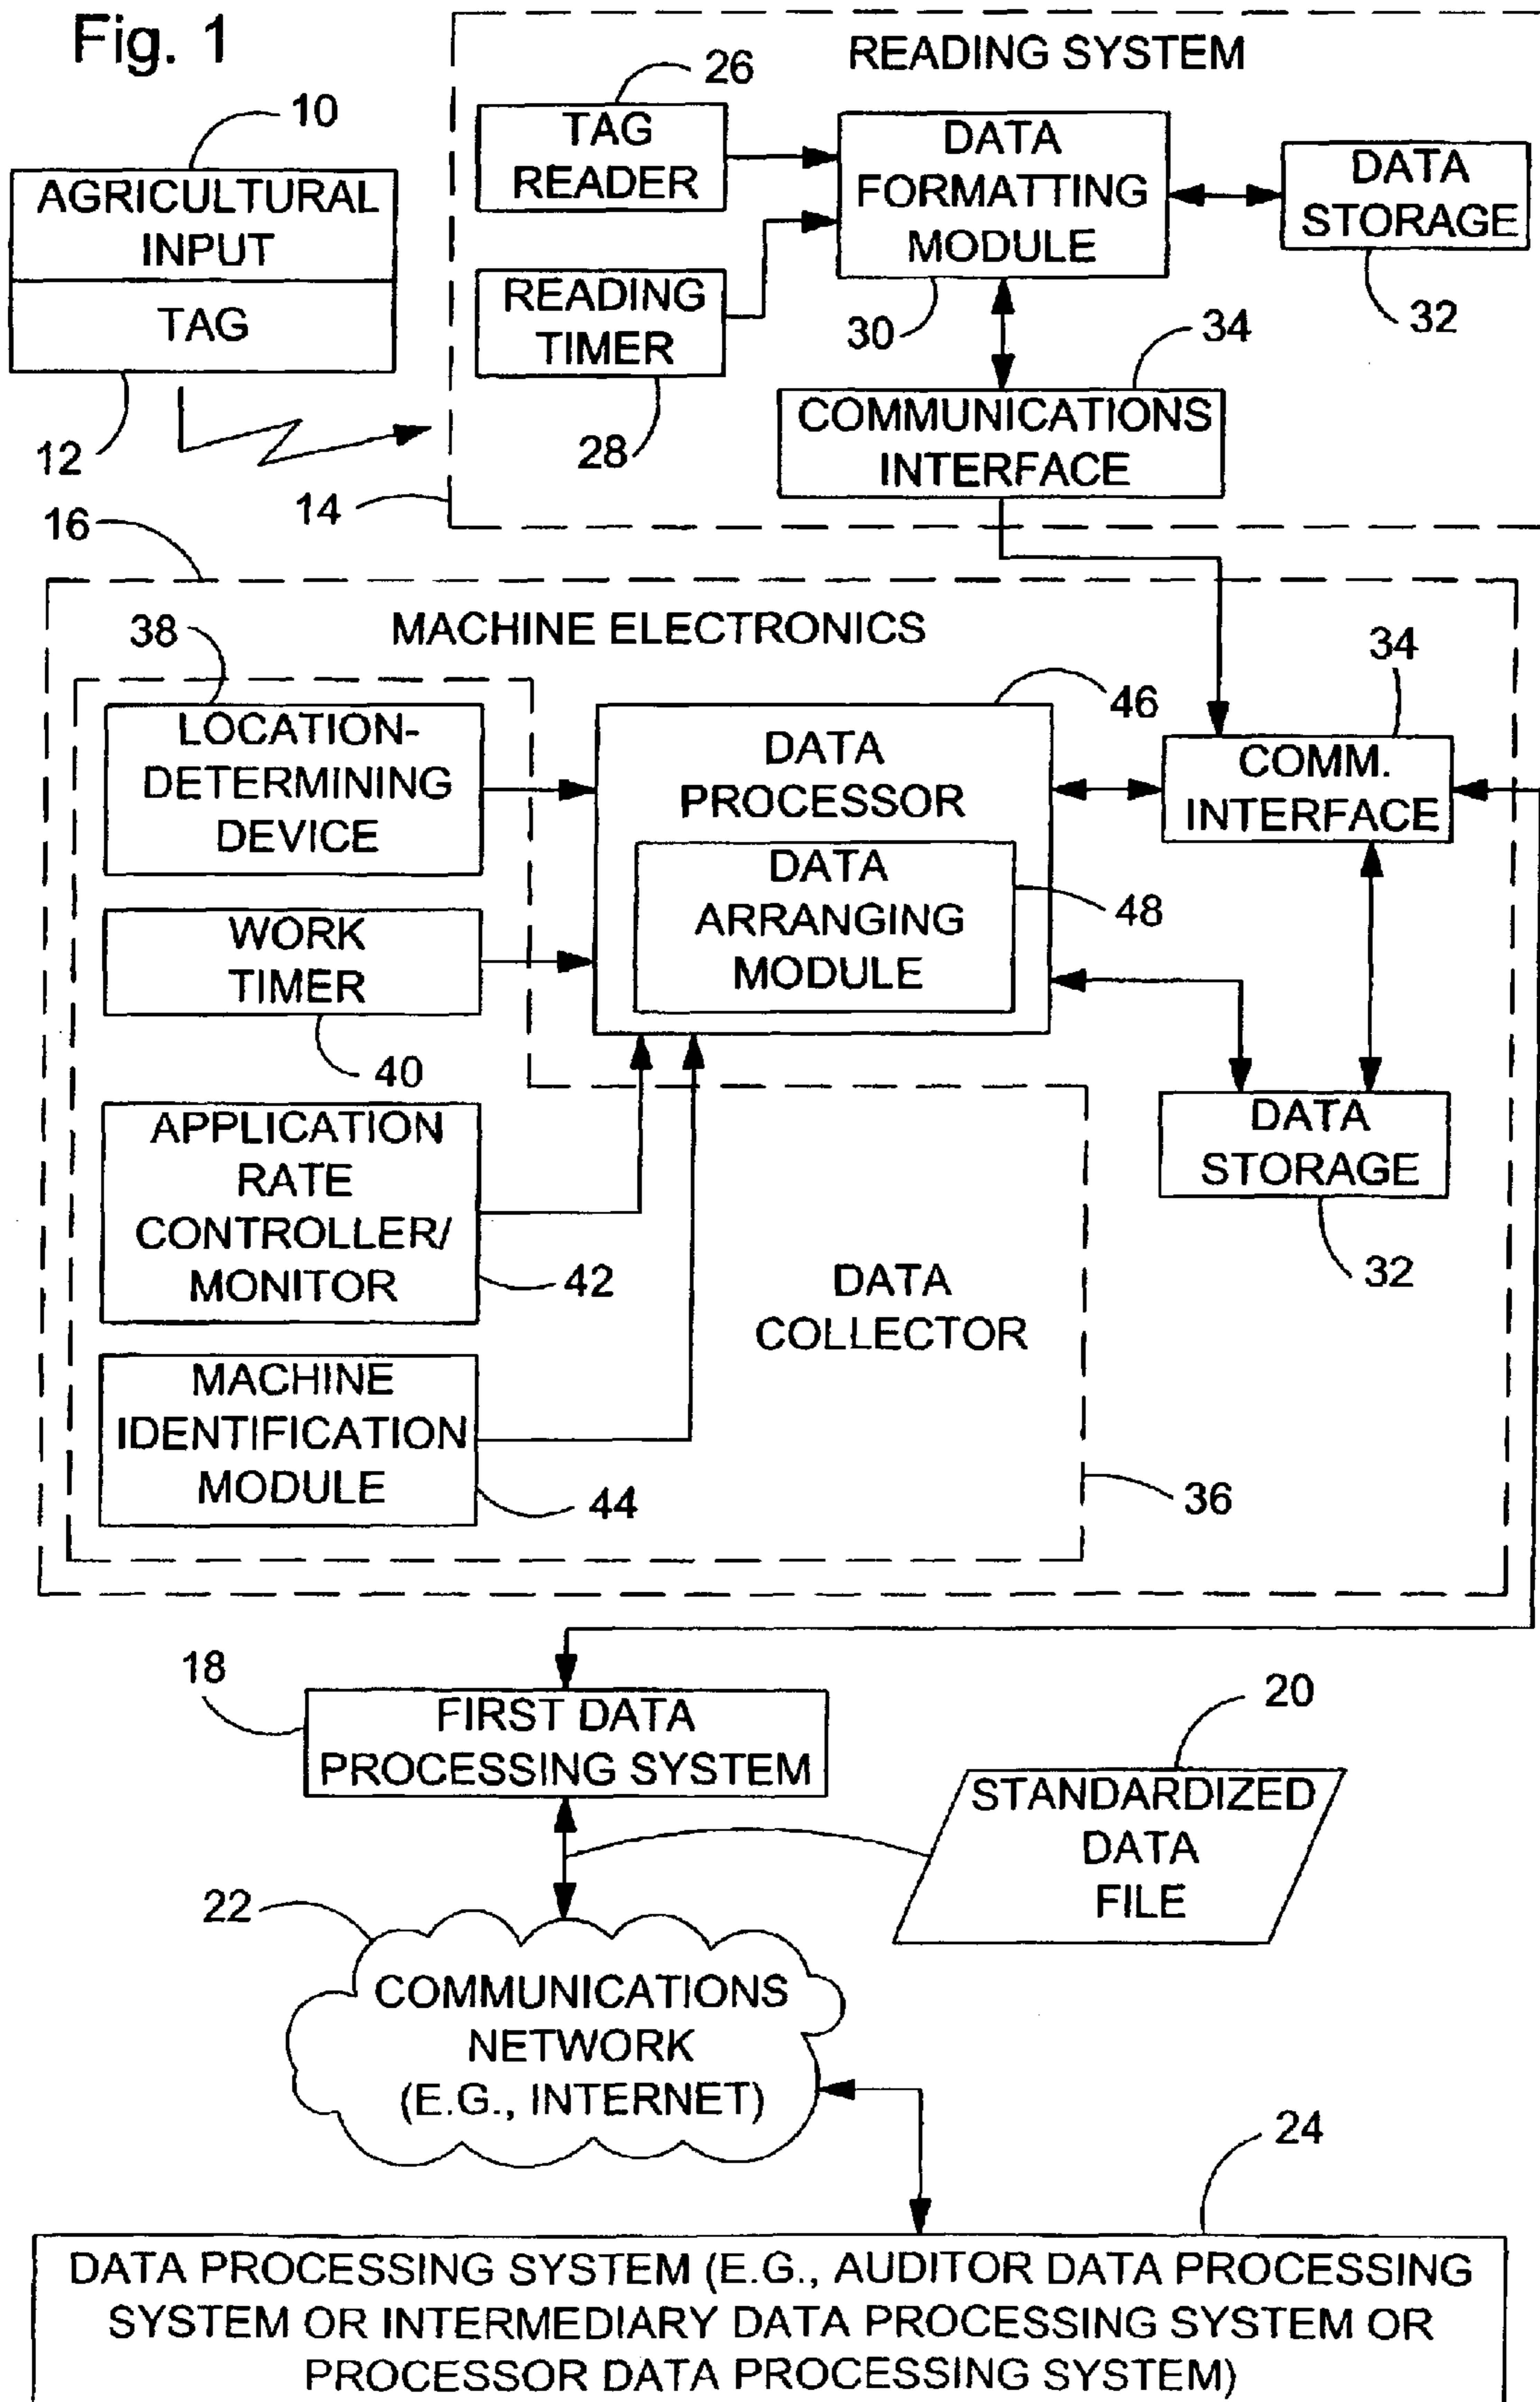 Fig. 1
READING SYSTEM
10
AGRICULTURAL
INPUT
TAG
12
26
TAG
READER
READING
TIMER
28
DATA
FORMATTING
MODULE
30
DATA
STORAGE
32
34
COMMUNICATIONS
INTERFACE
14
16
MACHINE ELECTRONICS
38
LOCATION-
DETERMINING
DEVICE
WORK
TIMER
40
APPLICATION
RATE
CONTROLLER/
MONITOR
42
MACHINE
IDENTIFICATION
MODULE
44
DATA
PROCESSOR
46
DATA
ARRANGING
MODULE
48
34
COMM.
INTERFACE
DATA
STORAGE
32
DATA
COLLECTOR
36
18
FIRST DATA
PROCESSING SYSTEM
20
STANDARDIZED
DATA
FILE
22
COMMUNICATIONS
NETWORK
(E.G., INTERNET)
24
DATA PROCESSING SYSTEM (E.G., AUDITOR DATA PROCESSING
SYSTEM OR INTERMEDIARY DATA PROCESSING SYSTEM OR
PROCESSOR DATA PROCESSING SYSTEM)